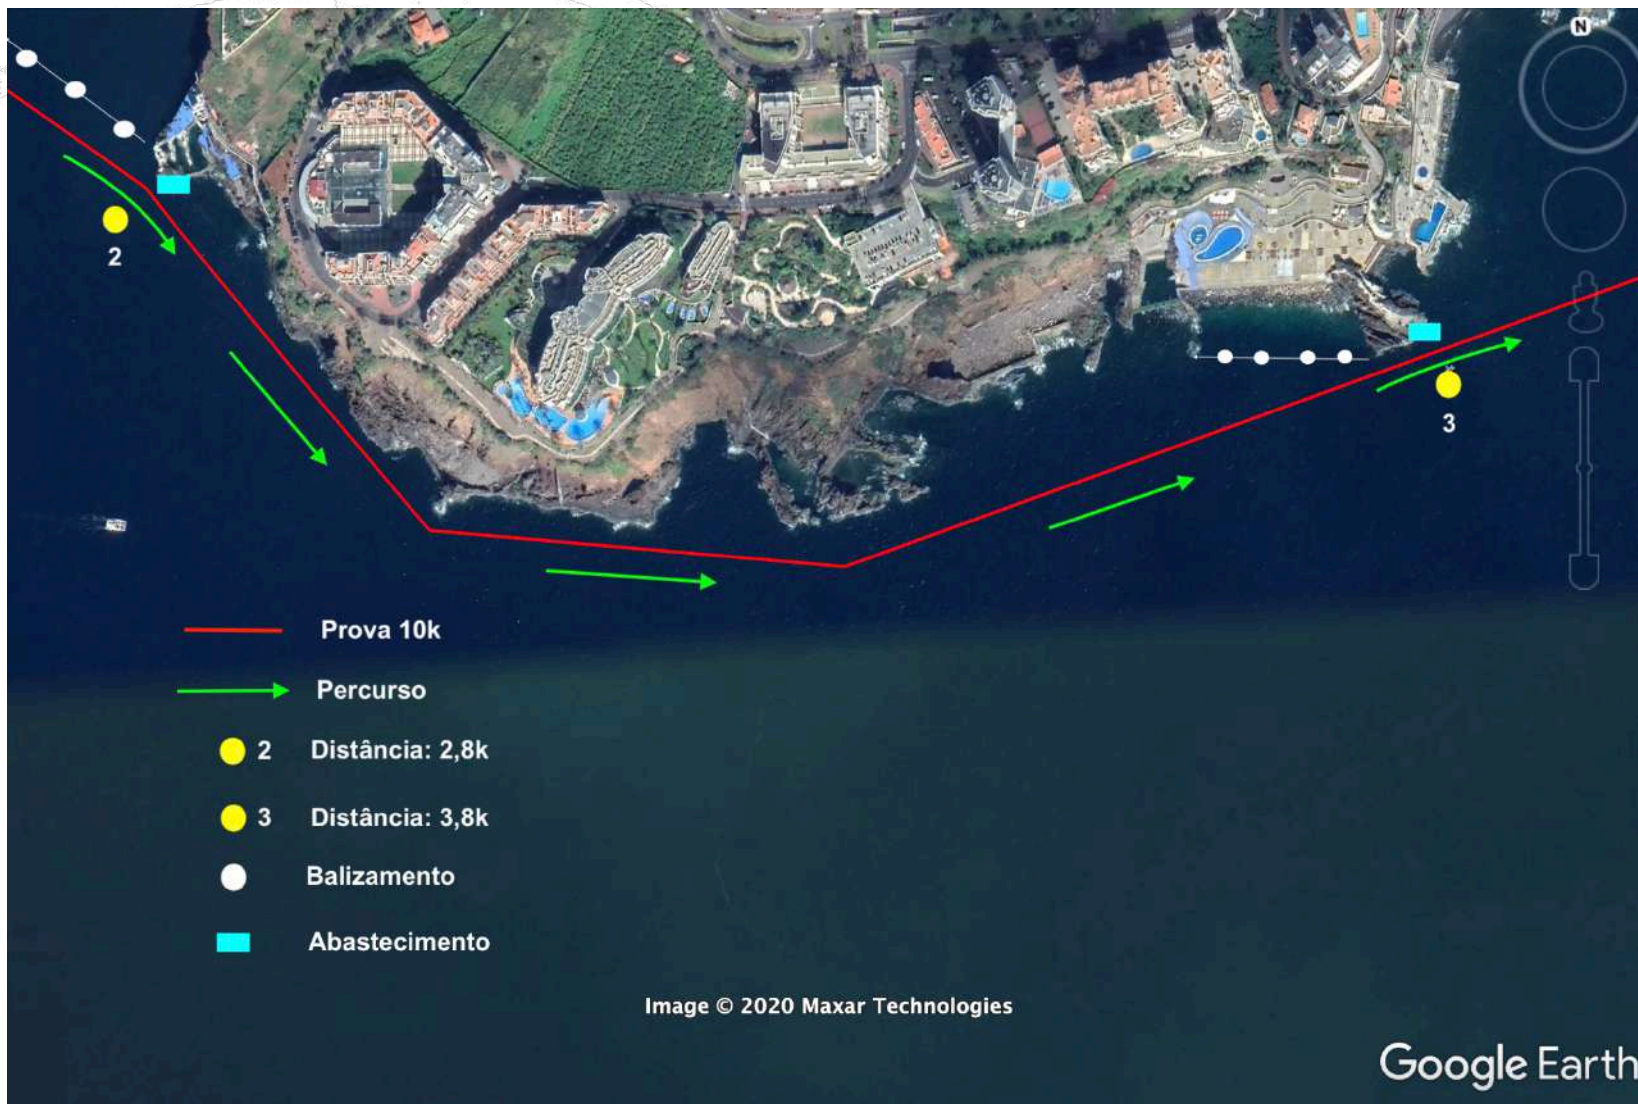 N
2
3
Prova 10k
Percurso
2 Distância: 2,8k
3 Distância: 3,8k
Balizamento
Abastecimento
Image © 2020 Maxar Technologies
Google Earth